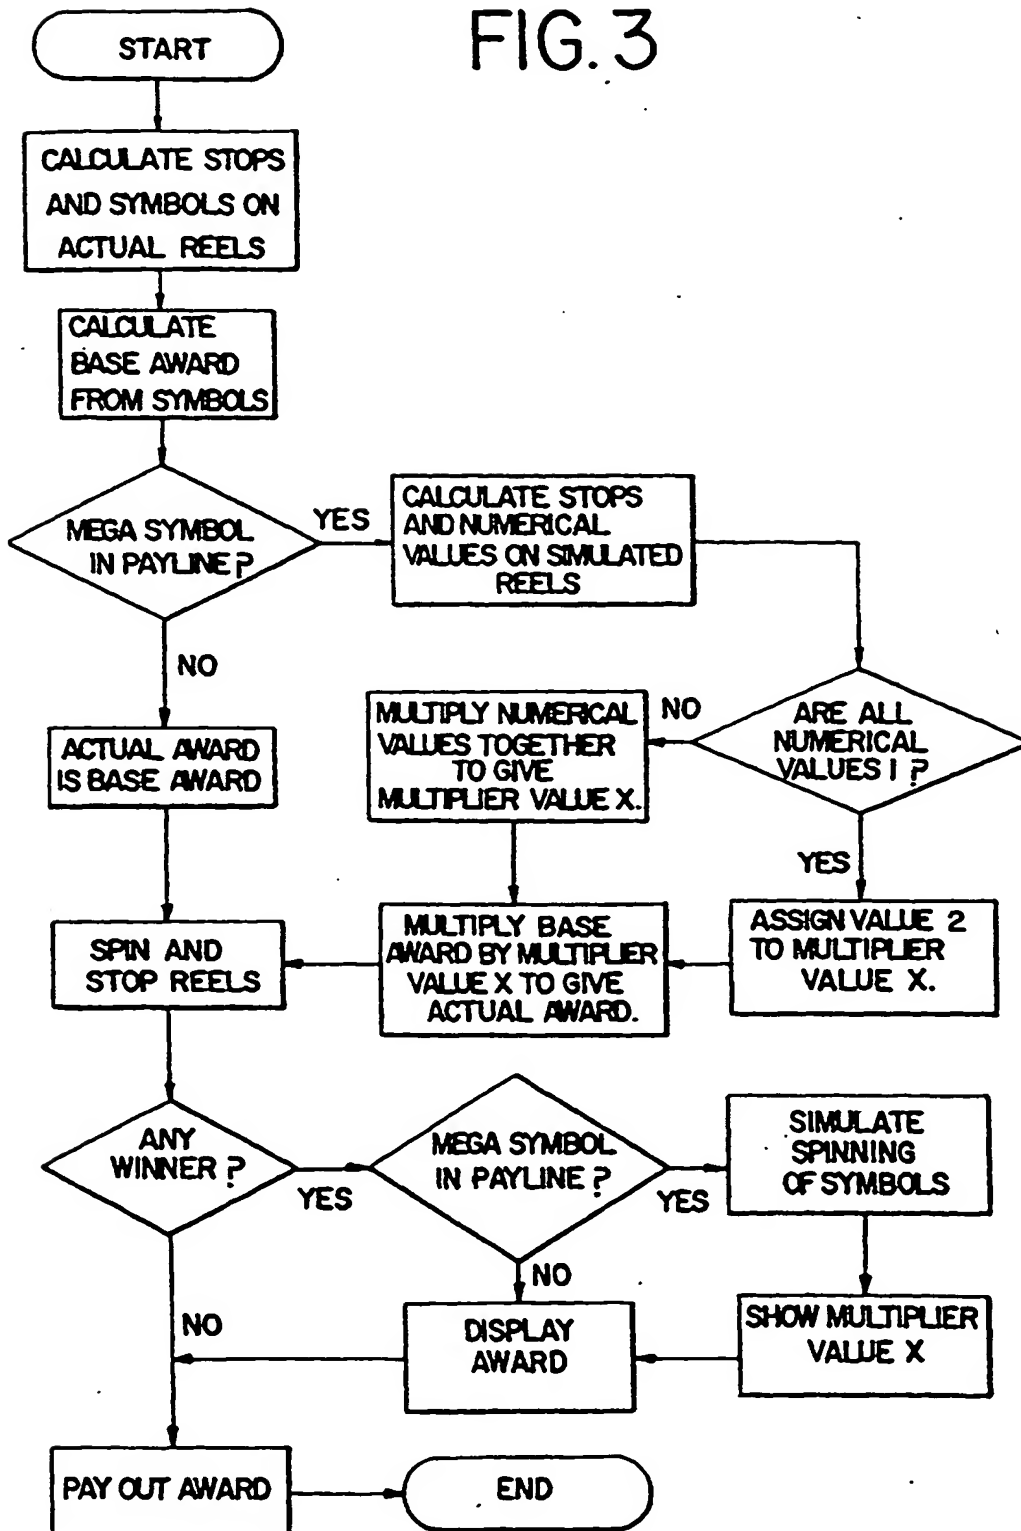 FIG. 3
START
CALCULATE STOPS
AND SYMBOLS ON
ACTUAL REELS
CALCULATE
BASE AWARD
FROM SYMBOLS
MEGA SYMBOL
IN PAYLINE?
YES
CALCULATE STOPS
AND NUMERICAL
VALUES ON SIMULATED
REELS
NO
ARE ALL
NUMERICAL
VALUES 1?
NO
MULTIPLY NUMERICAL
VALUES TOGETHER
TO GIVE
MULTIPLIER VALUE X.
YES
ACTUAL AWARD
IS BASE AWARD
ASSIGN VALUE 2
TO MULTIPLIER
VALUE X.
MULTIPLY BASE
AWARD BY MULTIPLIER
VALUE X TO GIVE
ACTUAL AWARD.
SPIN AND
STOP REELS
ANY
WINNER?
YES
MEGA SYMBOL
IN PAYLINE?
YES
SIMULATE
SPINNING
OF SYMBOLS
NO
NO
SHOW MULTIPLIER
VALUE X
DISPLAY
AWARD
PAY OUT AWARD
END